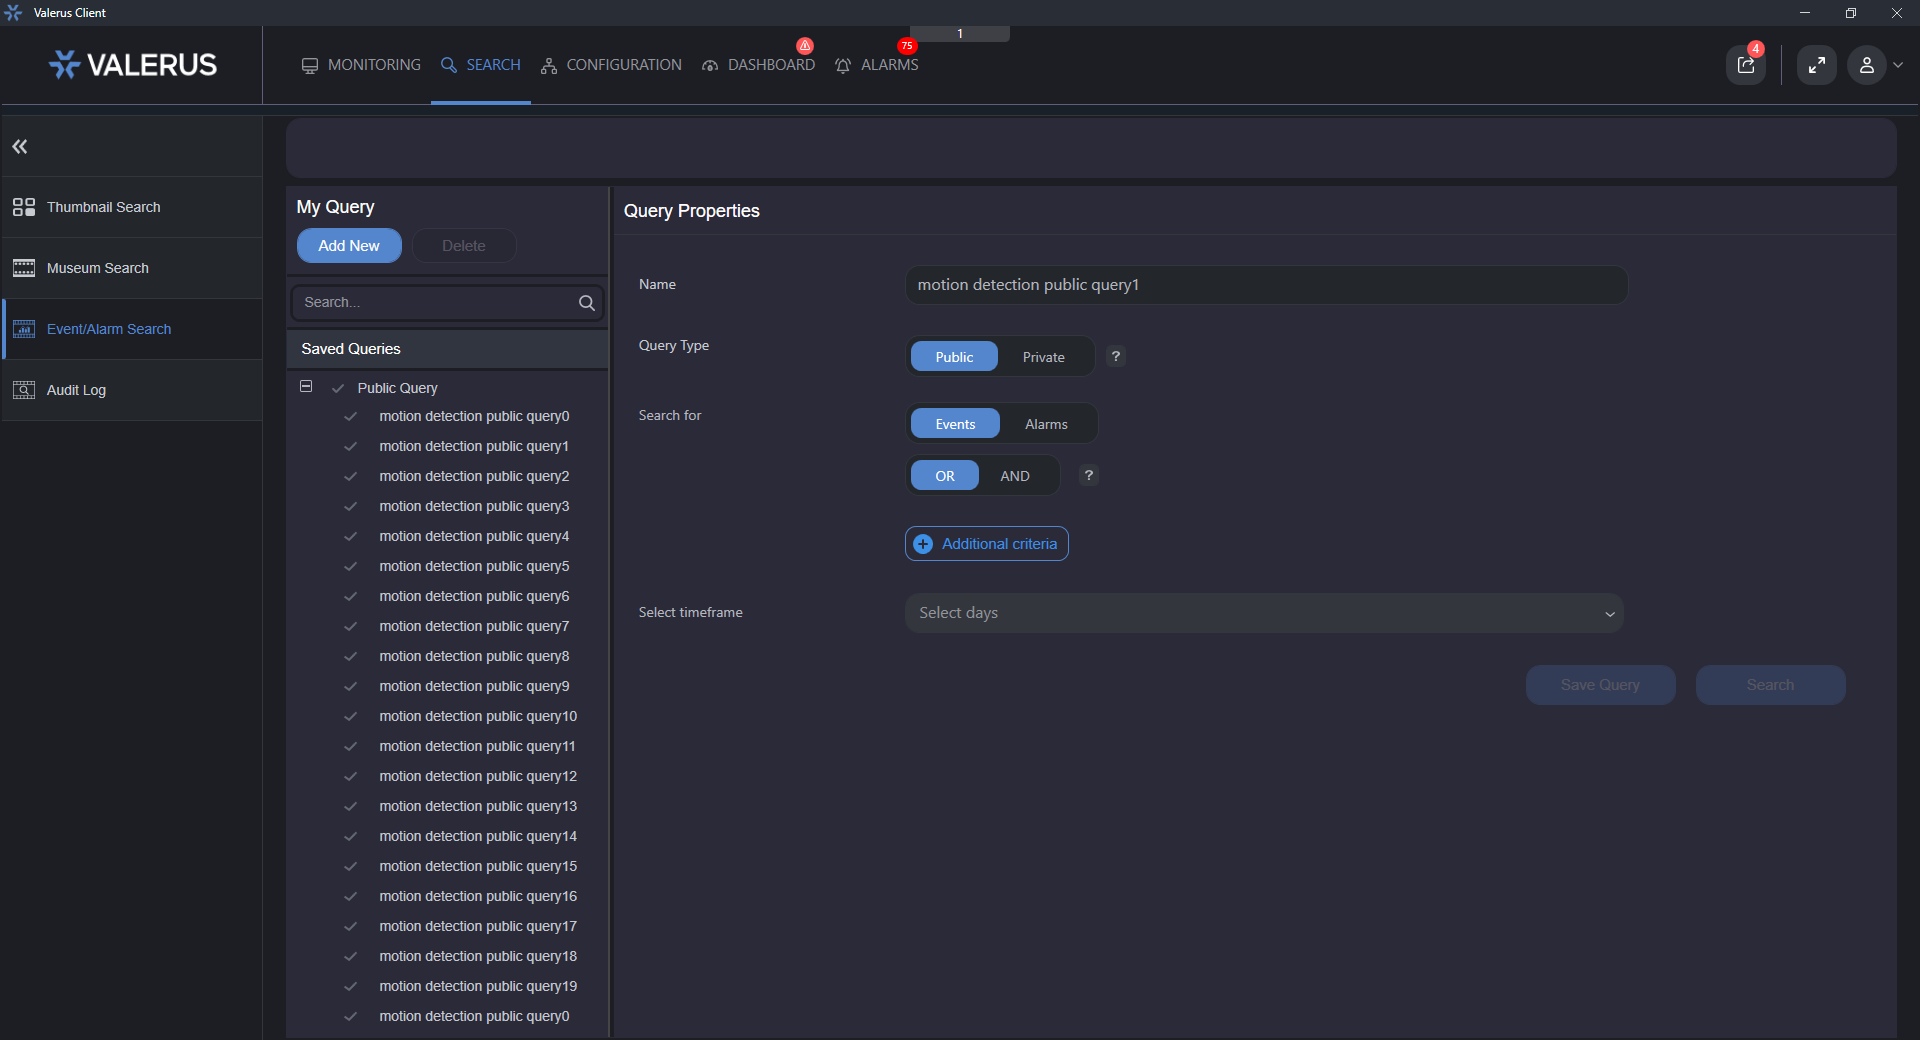 Valerus Client
1
VALERUS
MONITORING
SEARCH
CONFIGURATION
DASHBOARD
75
ALARMS
4
Thumbnail Search
Museum Search
Event/Alarm Search
Audit Log
My Query
Add New
Delete
Search...
Saved Queries
Public Query
motion detection public query0
motion detection public query1
motion detection public query2
motion detection public query3
motion detection public query4
motion detection public query5
motion detection public query6
motion detection public query7
motion detection public query8
motion detection public query9
motion detection public query10
motion detection public query11
motion detection public query12
motion detection public query13
motion detection public query14
motion detection public query15
motion detection public query16
motion detection public query17
motion detection public query18
motion detection public query19
motion detection public query0
Query Properties
Name
motion detection public query1
Query Type
Public
Private
?
Search for
Events
Alarms
OR
AND
?
Additional criteria
Select timeframe
Select days
Save Query
Search